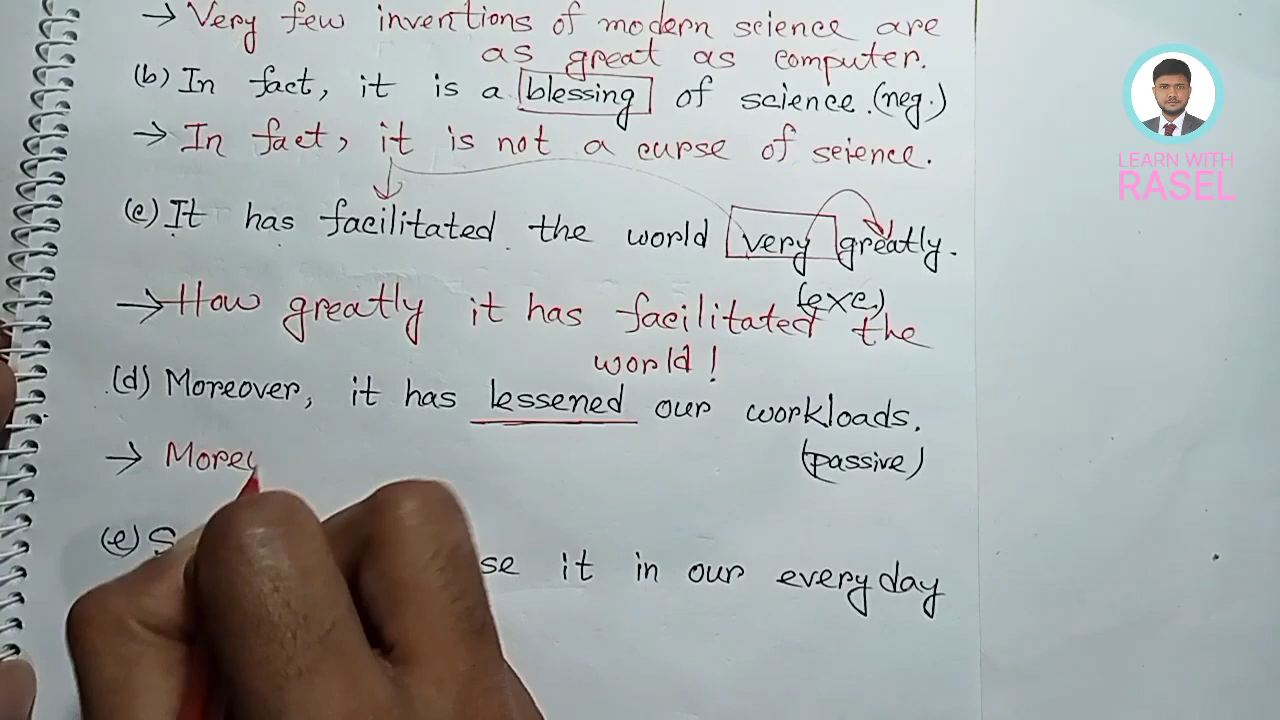 → Very few inventions of modern science are
as great as computer.
(b) In fact, it is a blessing of science. (neg.)
→ In fact, it is not a curse of science.
(c) It has facilitated the world very greatly.
(exe.)
→ How greatly it has facilitated the
world!
(d) Moreover, it has lessened our workloads.
(passive)
→ Moreo
(e) S
se it in our everyday
LEARN WITH
RASEL